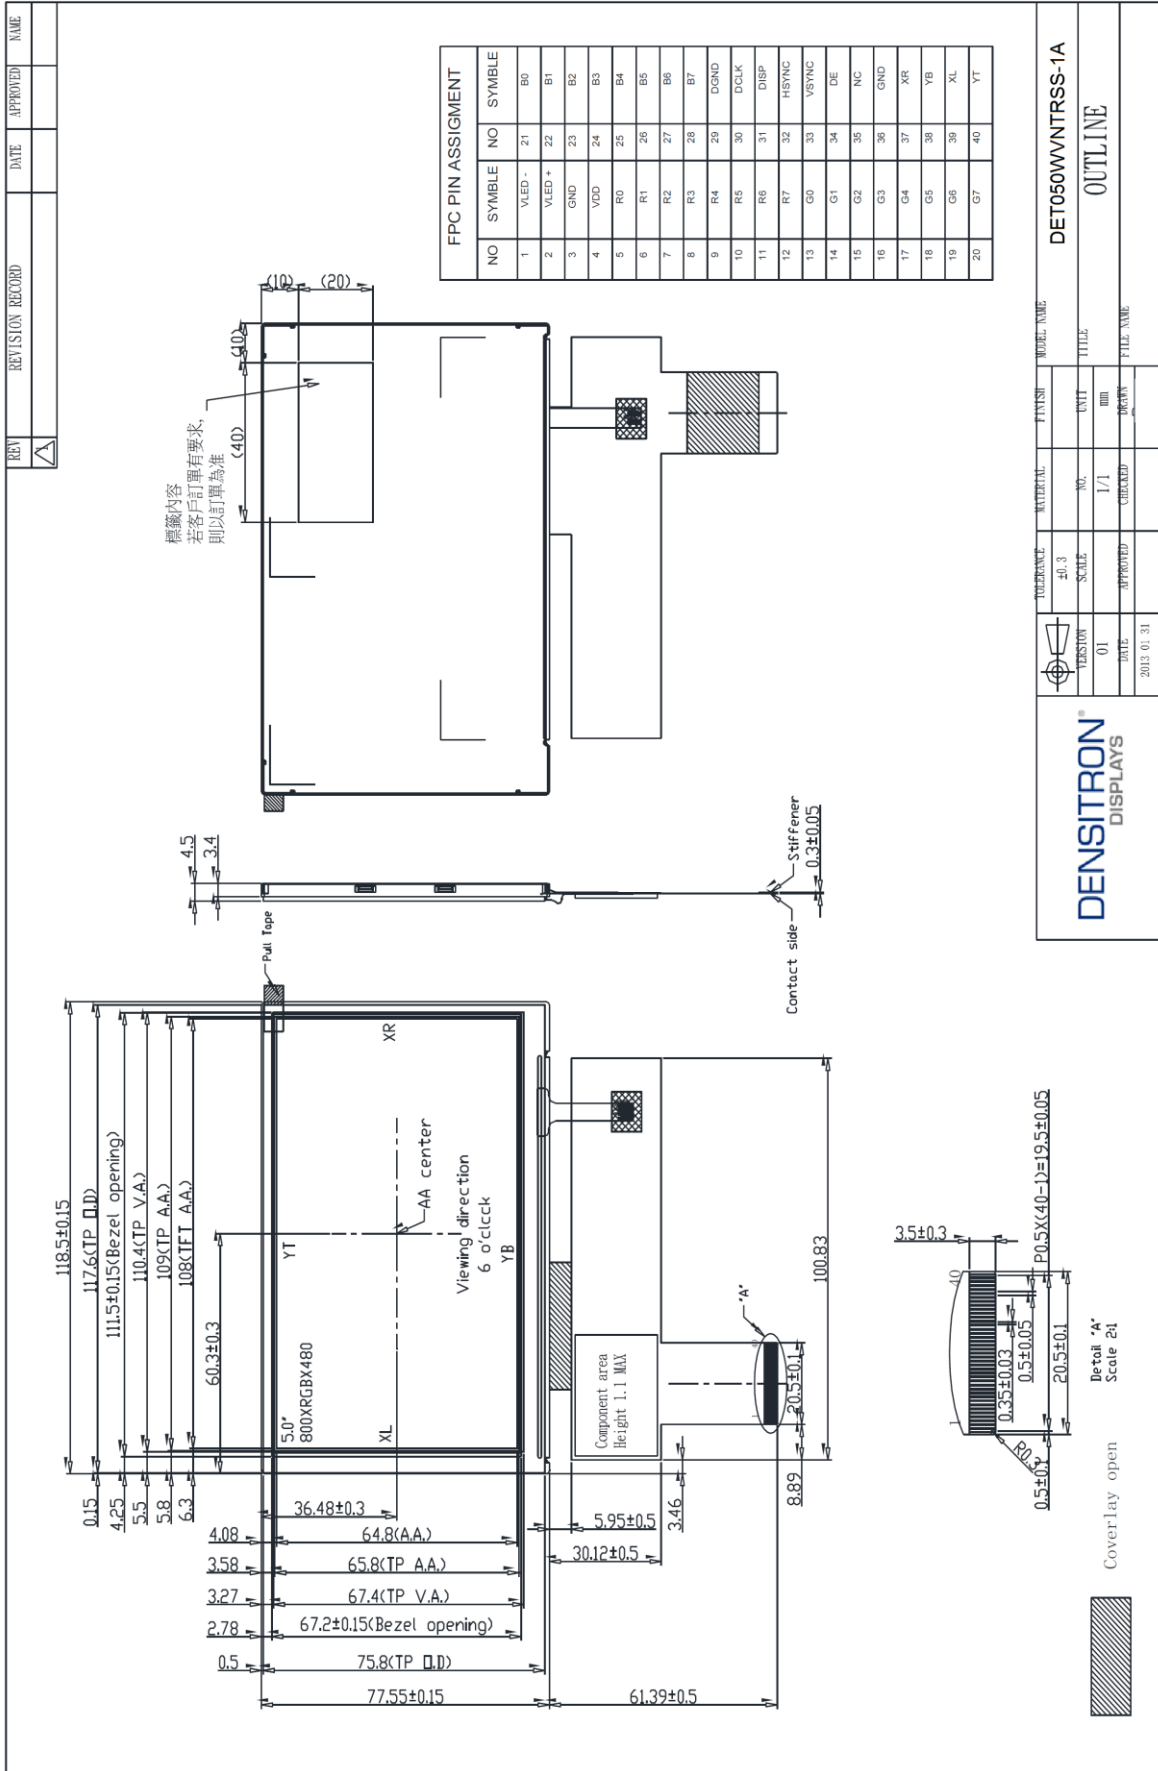 REV
REVISION RECORD
DATE
APPROVED
NAME
118.5±0.15
117.6(TP O.D)
111.5±0.15(Bezel opening)
110.4(TP V.A.)
109(TP A.A.)
108(TFT A.A.)
60.3±0.3
0.15
4.25
5.5
5.8
6.3
5.0"
800XRGBX480
YT
XL
XR
YB
AA center
Viewing direction
6 o'clcck
Pull Tape
36.48±0.3
4.08
64.8(A.A.)
3.58
65.8(TP A.A.)
3.27
67.4(TP V.A.)
2.78
67.2±0.15(Bezel opening)
0.5
75.8(TP O.D)
77.55±0.15
61.39±0.5
5.95±0.5
30.12±0.5
3.46
8.89
20.5±0.1
100.83
Component area
Height 1.1 MAX
"A"
4.5
3.4
Contact side
Stiffener
0.3±0.05
標籤內容
若客戶訂單有要求,
則以訂單為准
(40)
(10)
(10)
(20)
FPC PIN ASSIGMENT
NO SYMBLE NO SYMBLE
1 VLED - 21 B0
2 VLED + 22 B1
3 GND 23 B2
4 VDD 24 B3
5 R0 25 B4
6 R1 26 B5
7 R2 27 B6
8 R3 28 B7
9 R4 29 DGND
10 R5 30 DCLK
11 R6 31 DISP
12 R7 32 HSYNC
13 G0 33 VSYNC
14 G1 34 DE
15 G2 35 NC
16 G3 36 GND
17 G4 37 XR
18 G5 38 YB
19 G6 39 XL
20 G7 40 YT
3.5±0.3
1
40
R0.3
0.5±0.1
0.35±0.03
0.5±0.05
20.5±0.1
P0.5X(40-1)=19.5±0.05
Detail "A"
Scale 2:1
Coverlay open
DENSITRON®
DISPLAYS
TOLERANCE
±0.3
MATERIAL
FINISH
MODEL NAME
DET050WVNTRSS-1A
VERSION
01
SCALE
NO.
1/1
UNIT
mm
TITLE
OUTLINE
DATE
2013 01 31
APPROVED
CHECKED
DRAWN
FILE NAME